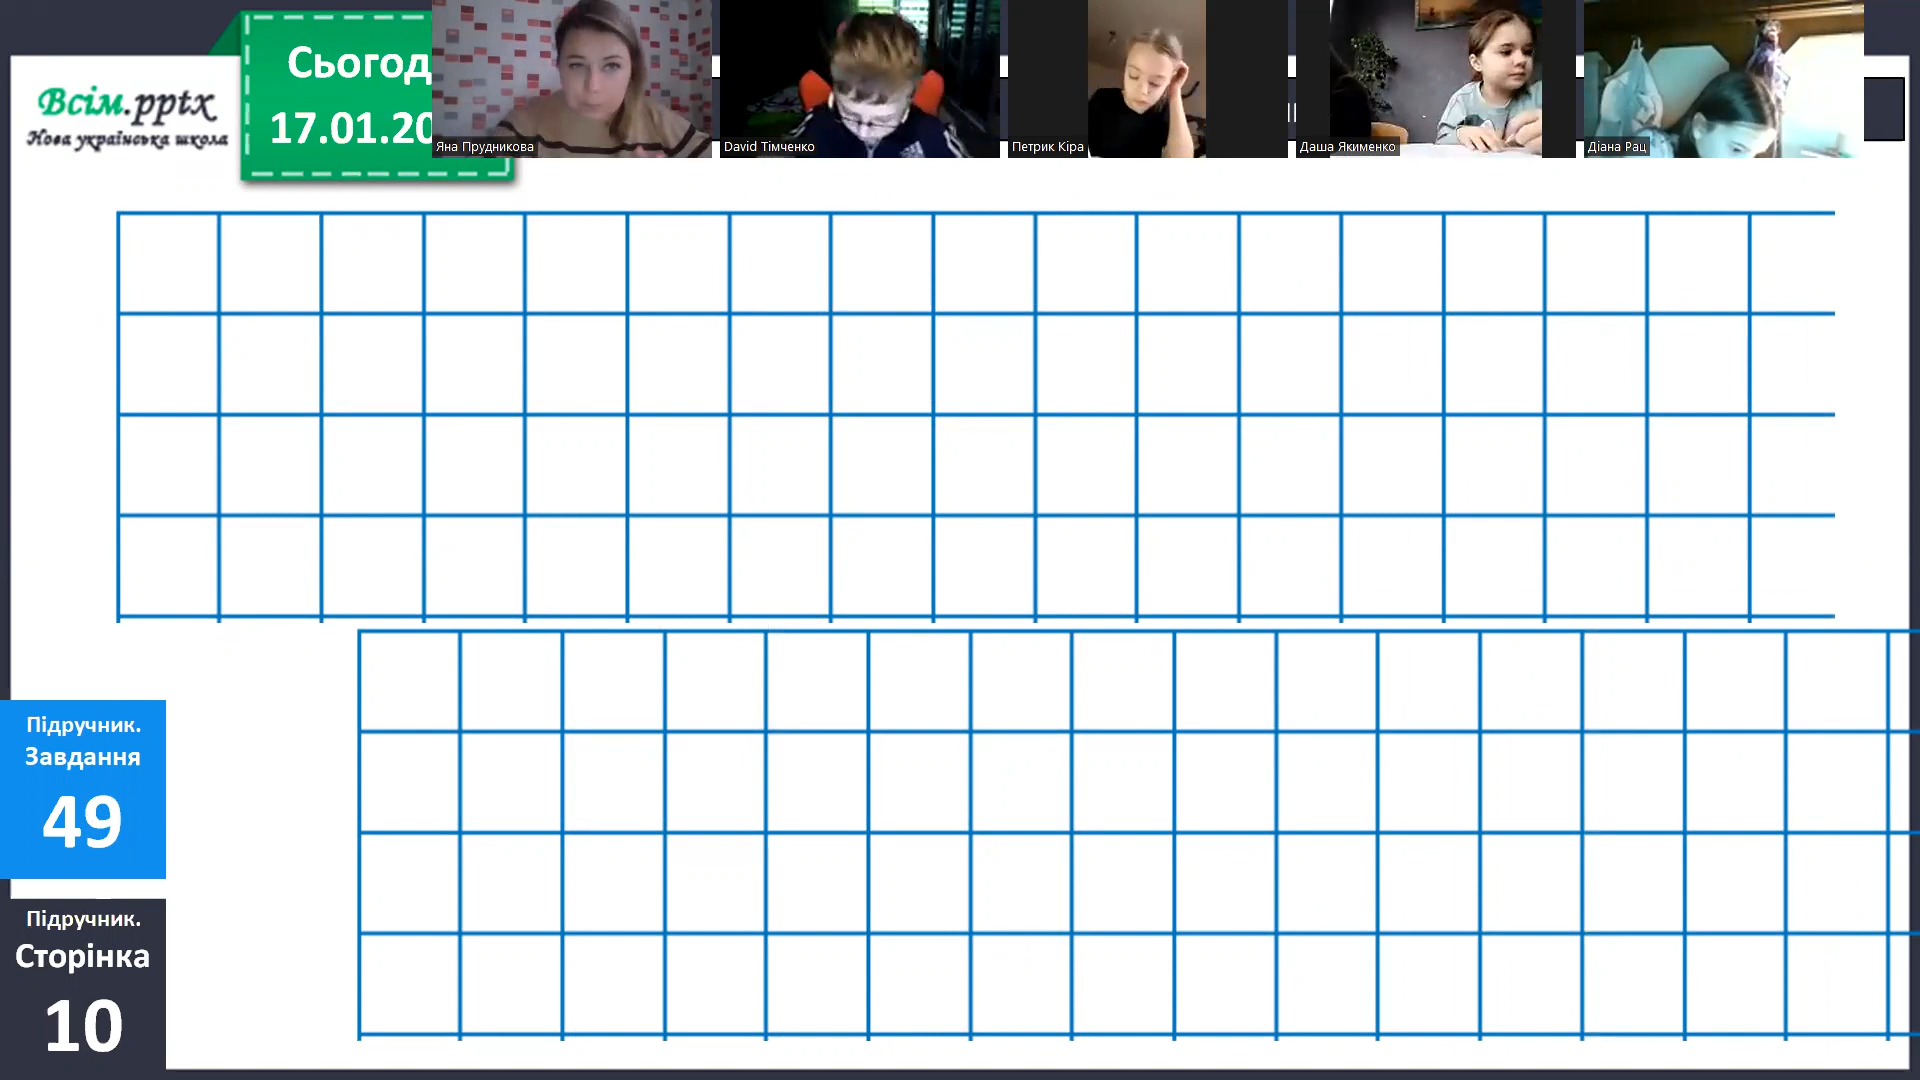 Всім.pptx
Нова українська школа
Сьогод
17.01.20
Яна Прудникова
David Тімченко
Петрик Кіра
Даша Якименко
Діана Рац
Підручник.
Завдання
49
Підручник.
Сторінка
10